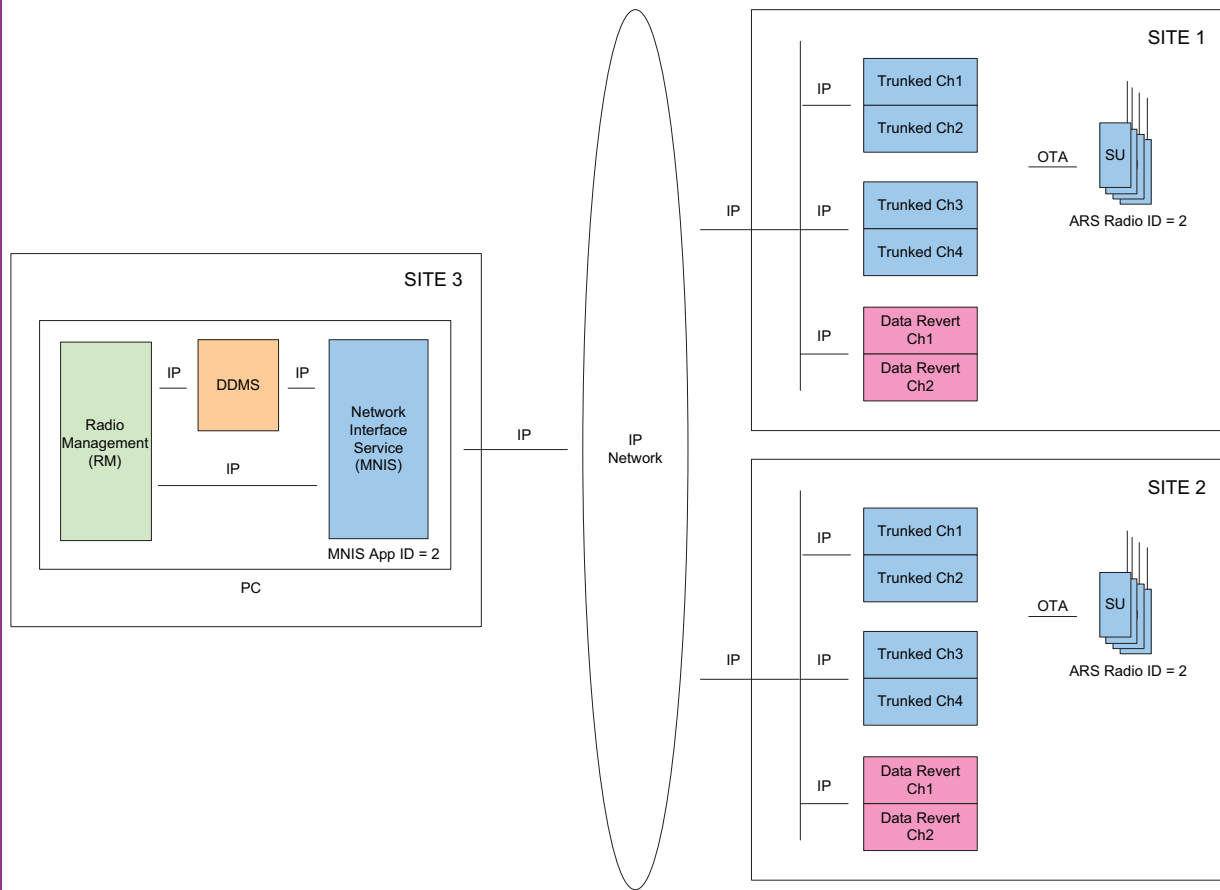 SITE 3
Radio
Management
(RM)
IP
DDMS
IP
Network
Interface
Service
(MNIS)
IP
MNIS App ID = 2
PC
IP
IP
Network
SITE 1
IP
IP
Trunked Ch1
Trunked Ch2
IP
Trunked Ch3
Trunked Ch4
IP
Data Revert
Ch1
Data Revert
Ch2
OTA
SU
ARS Radio ID = 2
SITE 2
IP
IP
Trunked Ch1
Trunked Ch2
IP
Trunked Ch3
Trunked Ch4
IP
Data Revert
Ch1
Data Revert
Ch2
OTA
SU
ARS Radio ID = 2